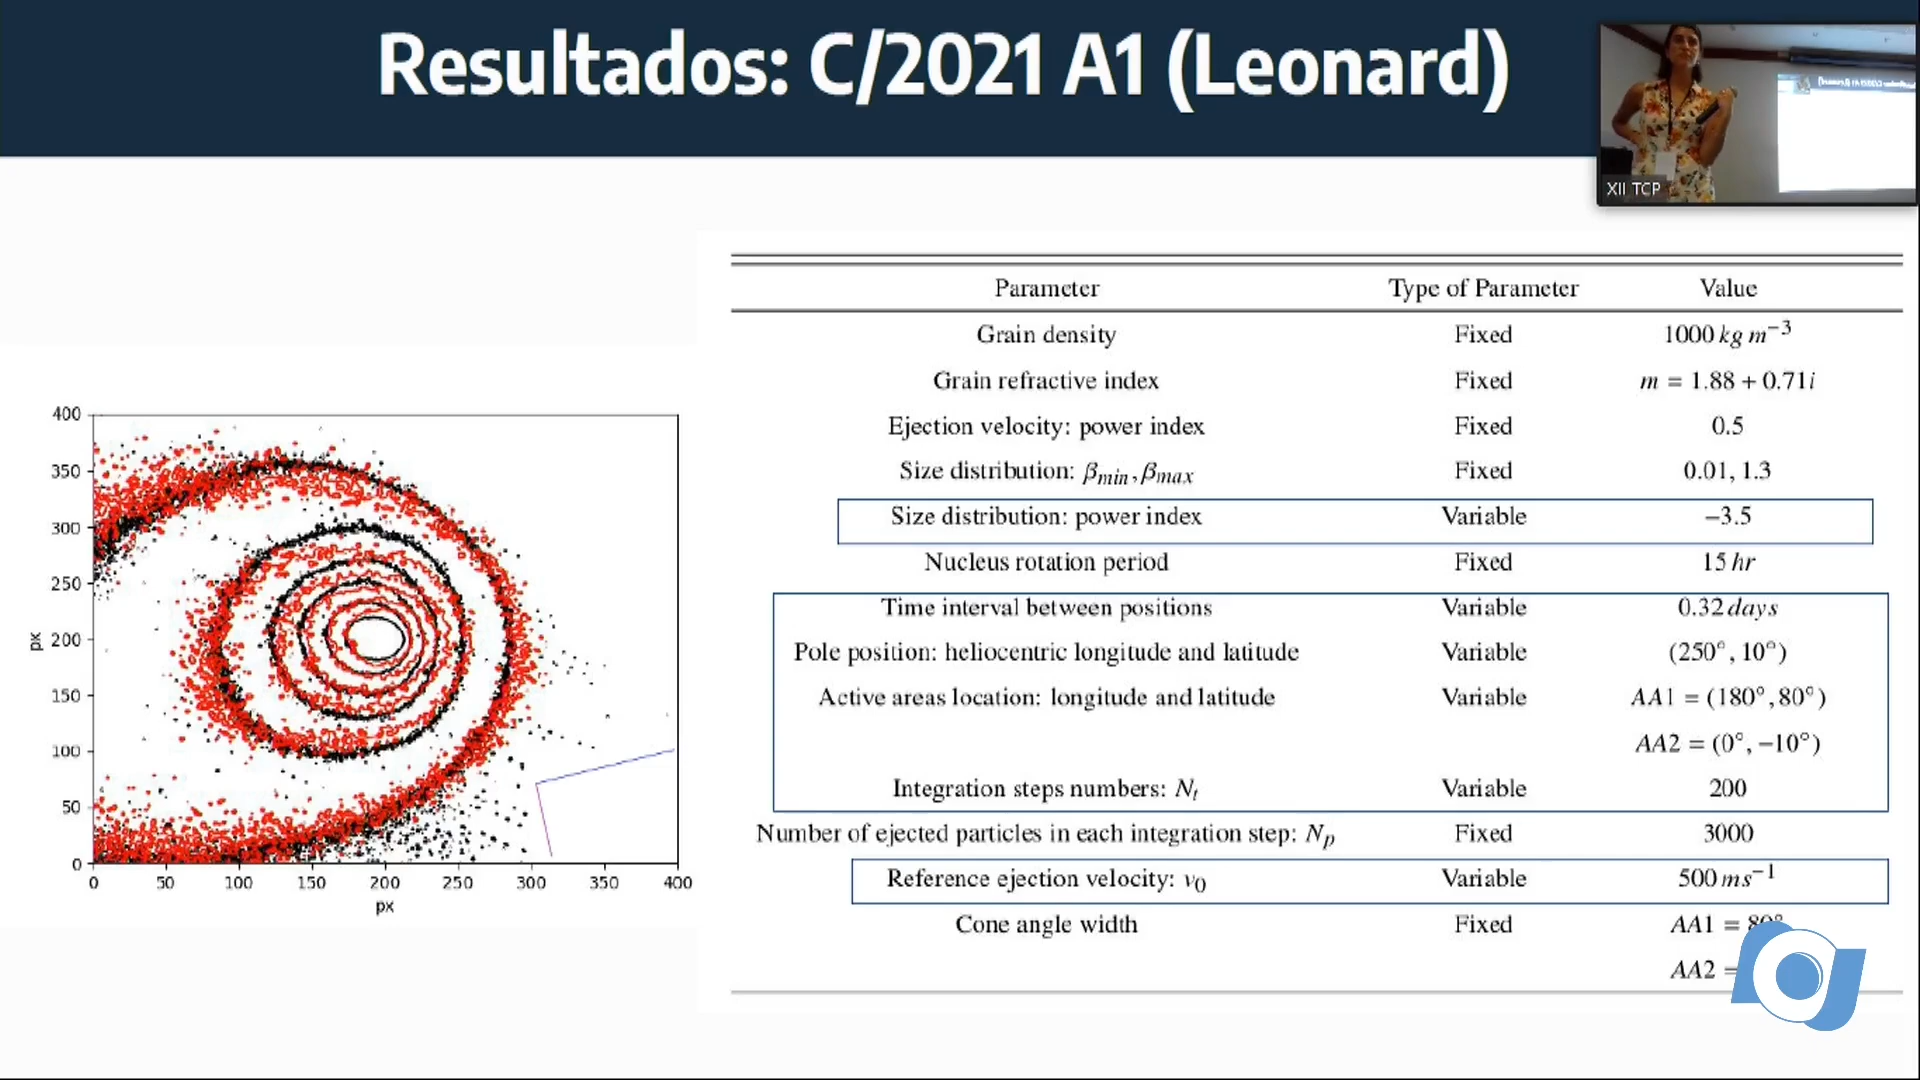 Resultados: C/2021 A1 (Leonard)
XII TCP
Parameter Type of Parameter Value
Grain density Fixed 1000 kg m⁻³
Grain refractive index Fixed m = 1.88 + 0.71i
Ejection velocity: power index Fixed 0.5
Size distribution: βmin, βmax Fixed 0.01, 1.3
Size distribution: power index Variable −3.5
Nucleus rotation period Fixed 15 hr
Time interval between positions Variable 0.32 days
Pole position: heliocentric longitude and latitude Variable (250°, 10°)
Active areas location: longitude and latitude Variable AA1 = (180°, 80°)
AA2 = (0°, −10°)
Integration steps numbers: Nt Variable 200
Number of ejected particles in each integration step: Np Fixed 3000
Reference ejection velocity: v0 Variable 500 ms⁻¹
Cone angle width Fixed AA1 = 80°
AA2 =
400
350
300
250
200
150
100
50
0
px
0 50 100 150 200 250 300 350 400
px